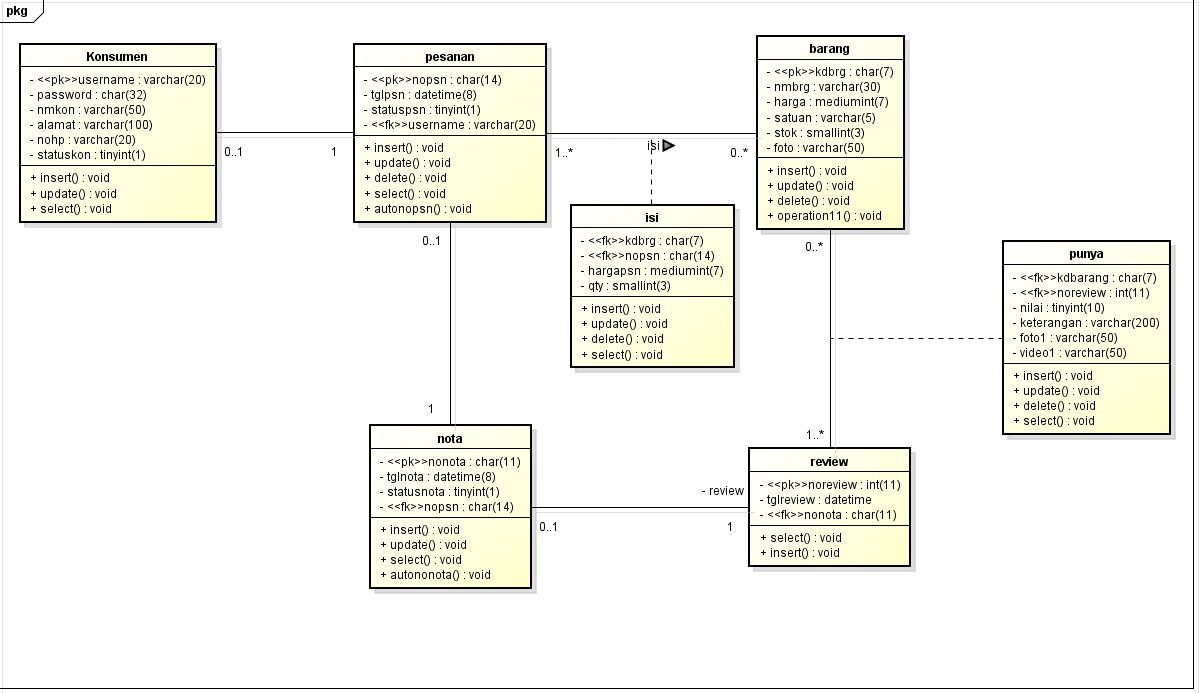 pkg
Konsumen
- <<pk>>username : varchar(20)
- password : char(32)
- nmkon : varchar(50)
- alamat : varchar(100)
- nohp : varchar(20)
- statuskon : tinyint(1)
+ insert() : void
+ update() : void
+ select() : void
0..1
1
pesanan
- <<pk>>nopsn : char(14)
- tglpsn : datetime(8)
- statuspsn : tinyint(1)
- <<fk>>username : varchar(20)
+ insert() : void
+ update() : void
+ delete() : void
+ select() : void
+ autonopsn() : void
1..*
isi
0..*
barang
- <<pk>>kdbrg : char(7)
- nmbrg : varchar(30)
- harga : mediumint(7)
- satuan : varchar(5)
- stok : smallint(3)
- foto : varchar(50)
+ insert() : void
+ update() : void
+ delete() : void
+ operation11() : void
isi
- <<fk>>kdbrg : char(7)
- <<fk>>nopsn : char(14)
- hargapsn : mediumint(7)
- qty : smallint(3)
+ insert() : void
+ update() : void
+ delete() : void
+ select() : void
0..1
1
0..*
1..*
punya
- <<fk>>kdbarang : char(7)
- <<fk>>noreview : int(11)
- nilai : tinyint(10)
- keterangan : varchar(200)
- foto1 : varchar(50)
- video1 : varchar(50)
+ insert() : void
+ update() : void
+ delete() : void
+ select() : void
nota
- <<pk>>nonota : char(11)
- tglnota : datetime(8)
- statusnota : tinyint(1)
- <<fk>>nopsn : char(14)
+ insert() : void
+ update() : void
+ select() : void
+ autononota() : void
- review
0..1
1
review
- <<pk>>noreview : int(11)
- tglreview : datetime
- <<fk>>nonota : char(11)
+ select() : void
+ insert() : void